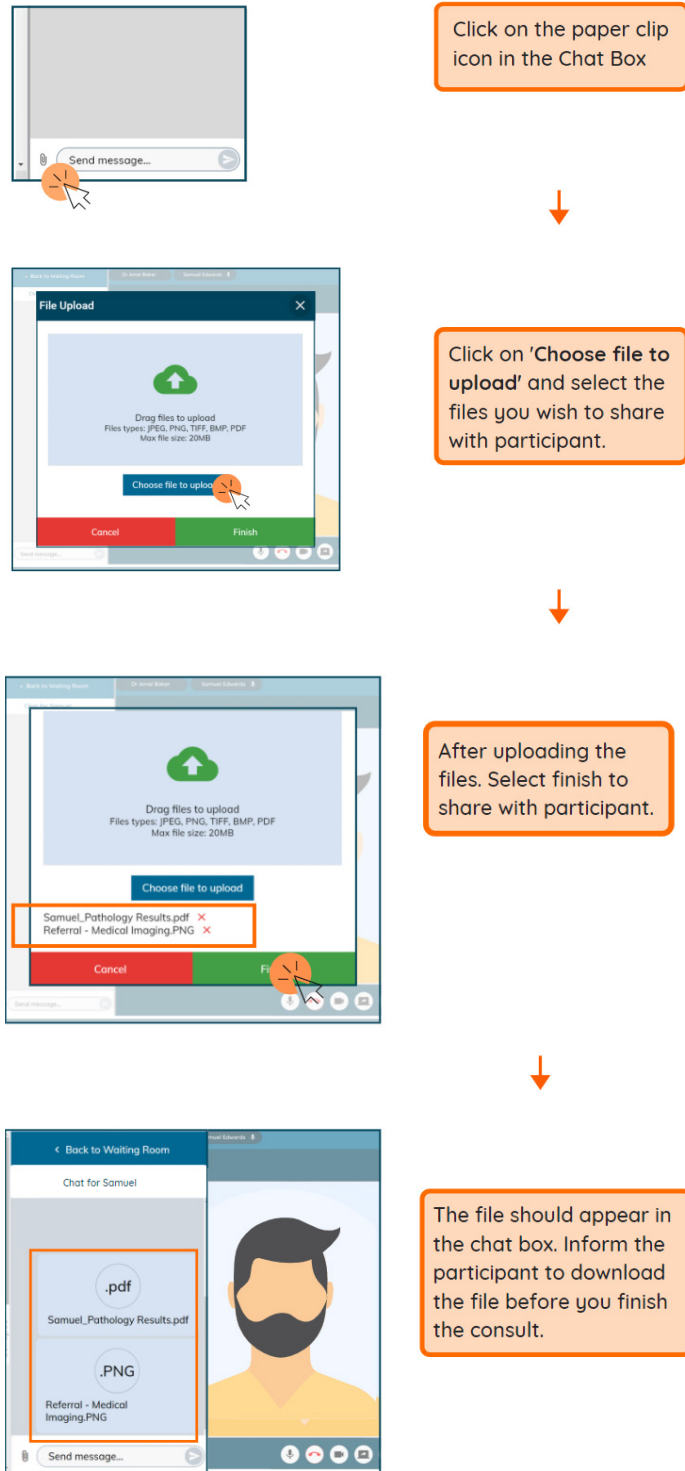 Click on the paper clip
icon in the Chat Box
Send message...
< Back to Waiting Room
Dr Amal Baker
Samuel Edwards
File Upload
Drag files to upload
Files types: JPEG, PNG, TIFF, BMP, PDF
Max file size: 20MB
Choose file to upload
Cancel
Finish
Send message...
Click on 'Choose file to
upload' and select the
files you wish to share
with participant.
< Back to Waiting Room
Dr Amal Baker
Samuel Edwards
Chat for Samuel
Drag files to upload
Files types: JPEG, PNG, TIFF, BMP, PDF
Max file size: 20MB
Choose file to upload
Samuel_Pathology Results.pdf
Referral - Medical Imaging.PNG
Cancel
Send message...
After uploading the
files. Select finish to
share with participant.
< Back to Waiting Room
Samuel Edwards
Chat for Samuel
.pdf
Samuel_Pathology Results.pdf
.PNG
Referral - Medical
Imaging.PNG
Send message...
The file should appear in
the chat box. Inform the
participant to download
the file before you finish
the consult.